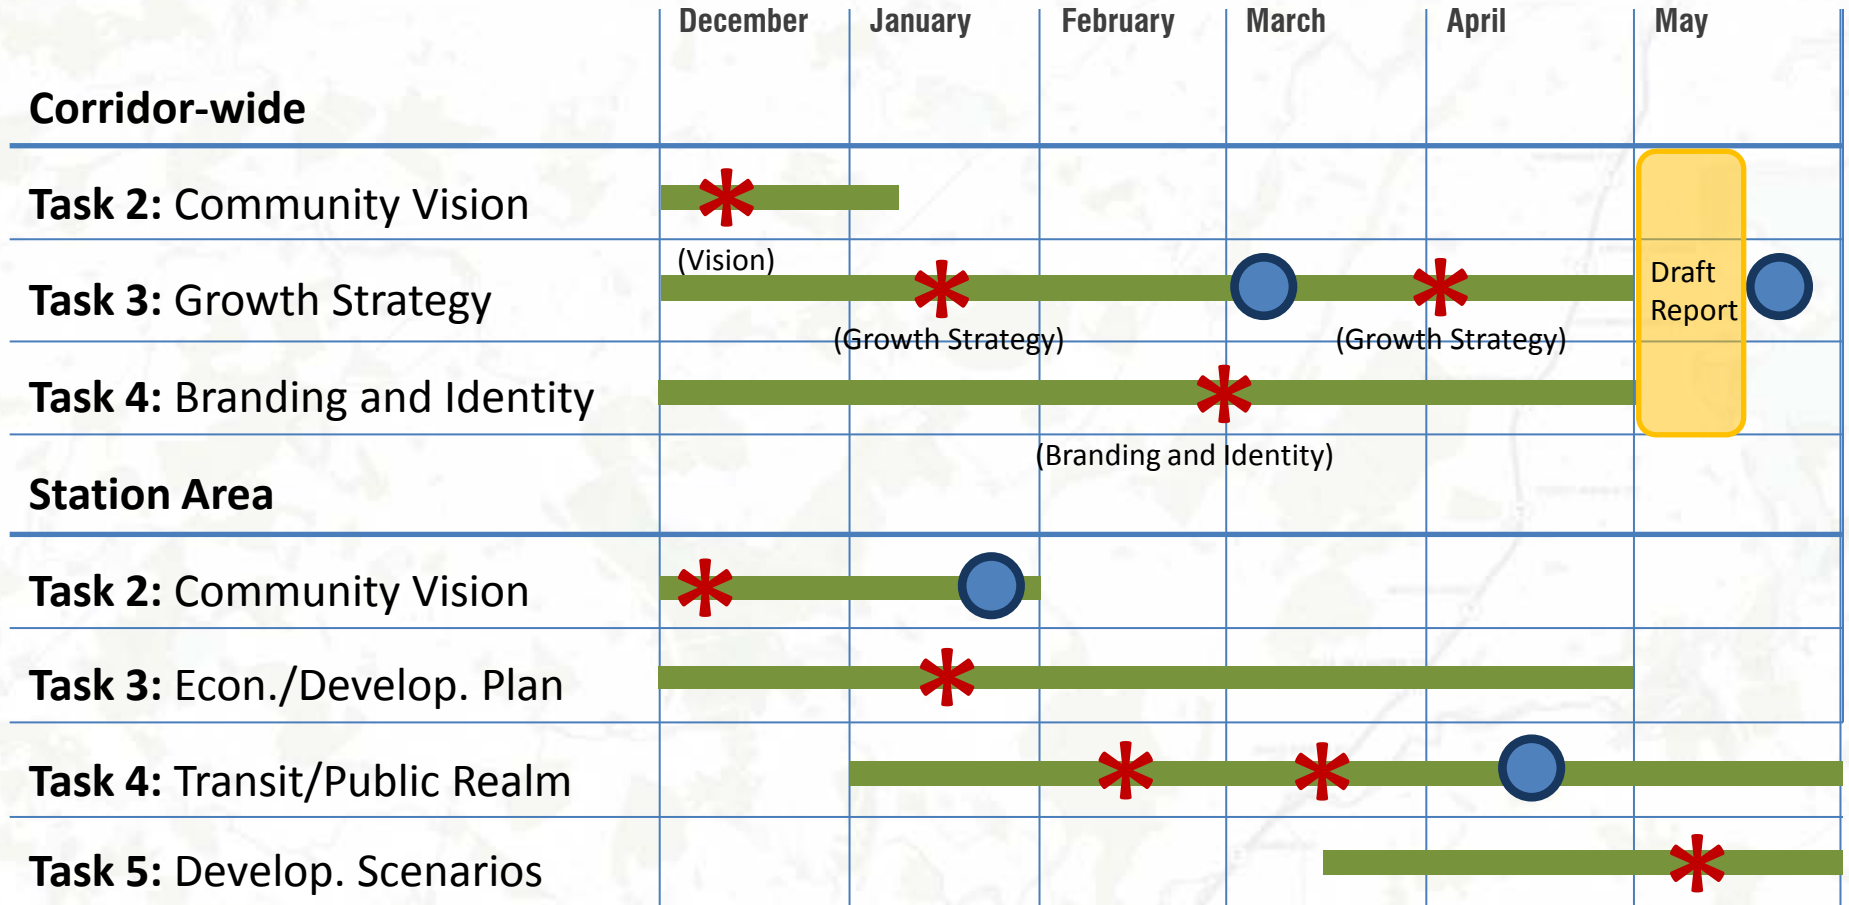 December January February March April May
Corridor-wide
Task 2: Community Vision
(Vision)
Task 3: Growth Strategy
Draft
Report
(Growth Strategy) (Growth Strategy)
Task 4: Branding and Identity
(Branding and Identity)
Station Area
Task 2: Community Vision
Task 3: Econ./Develop. Plan
Task 4: Transit/Public Realm
Task 5: Develop. Scenarios